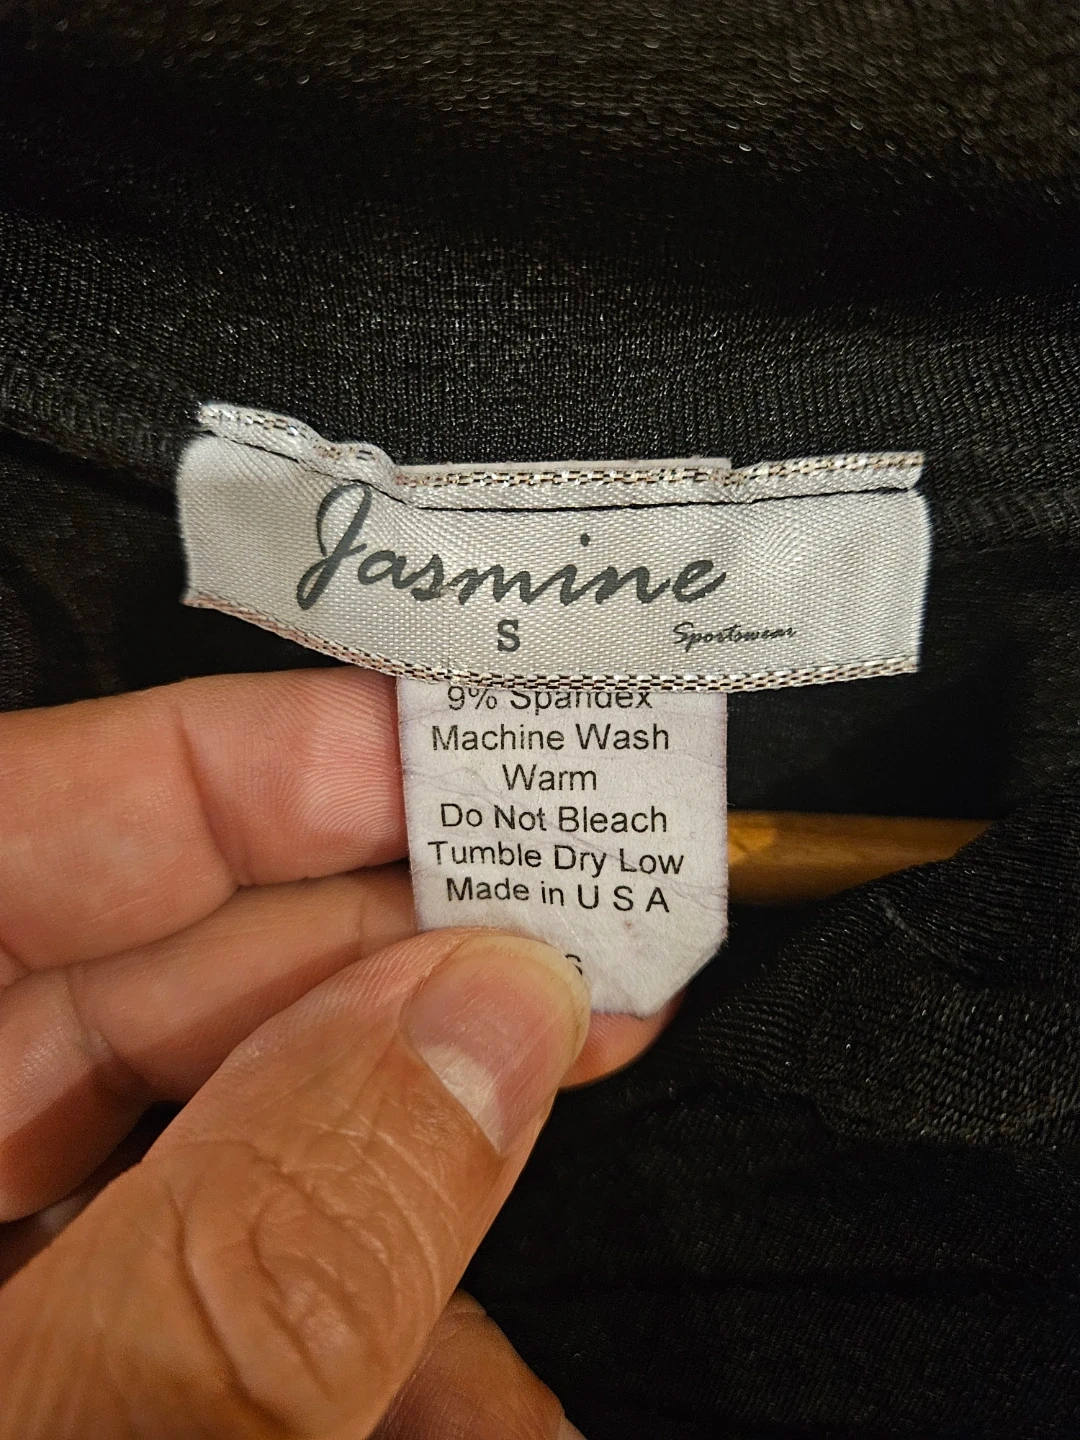 Jasmine
S
Sportswear
9% Spandex
Machine Wash
Warm
Do Not Bleach
Tumble Dry Low
Made in U S A
S